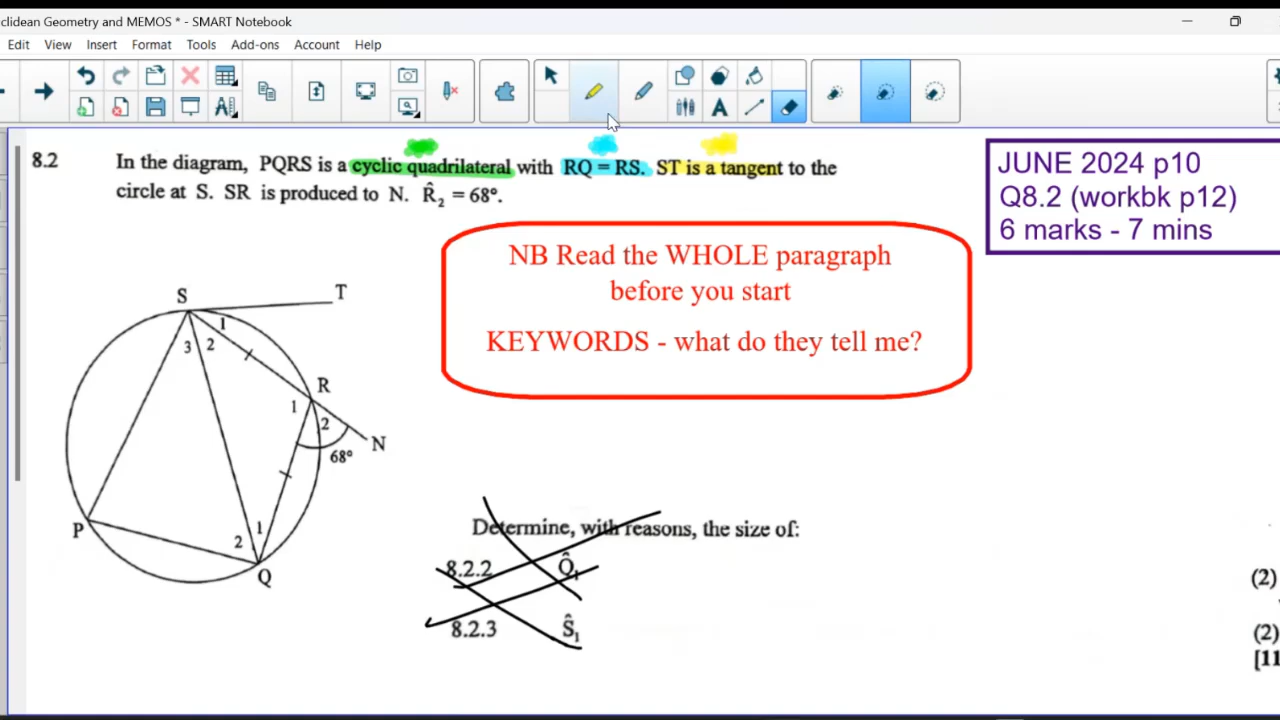 clidean Geometry and MEMOS * - SMART Notebook
Edit View Insert Format Tools Add-ons Account Help
8.2 In the diagram, PQRS is a cyclic quadrilateral with RQ = RS. ST is a tangent to the
circle at S. SR is produced to N. R̂₂ = 68°.
JUNE 2024 p10
Q8.2 (workbk p12)
6 marks - 7 mins
NB Read the WHOLE paragraph
before you start
KEYWORDS - what do they tell me?
S
T
1
3 2
R
1
2
N
68°
P
1
2
Q
Determine, with reasons, the size of:
8.2.2 Q̂₁
(2)
8.2.3 Ŝ₁
(2)
[11